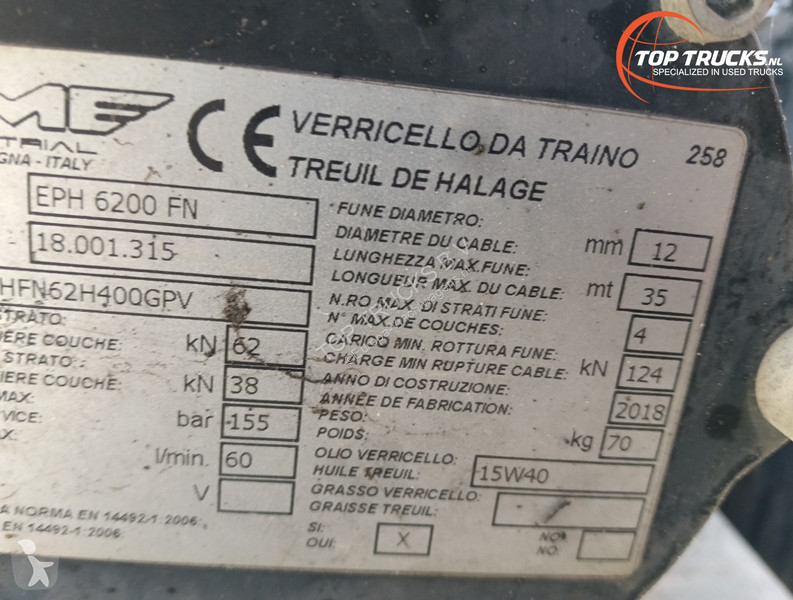 TOP TRUCKS.NL
SPECIALIZED IN USED TRUCKS
ME
TRIAL
GNA - ITALY
CE
VERRICELLO DA TRAINO
258
TREUIL DE HALAGE
EPH 6200 FN
18.001.315
HFN62H400GPV
STRATO:
IERE COUCHE: kN 62
STRATO:
IERE COUCHE: kN 38
MAX:
VICE: bar 155
X:
l/min. 60
V
A NORMA EN 14492-1:2006;
EN 14492-1:2006;
FUNE DIAMETRO:
DIAMETRE DU CABLE: mm 12
LUNGHEZZA MAX.FUNE:
LONGUEUR MAX. DU CABLE: mt 35
N.RO MAX. DI STRATI FUNE:
N° MAX.DE COUCHES: 4
CARICO MIN. ROTTURA FUNE:
CHARGE MIN RUPTURE CABLE: kN 124
ANNO DI COSTRUZIONE:
ANNÉE DE FABRICATION: 2018
PESO:
POIDS: kg 70
OLIO VERRICELLO:
HUILE TREUIL: 15W40
GRASSO VERRICELLO:
GRAISSE TREUIL:
SI: NO:
OUI: X NO: